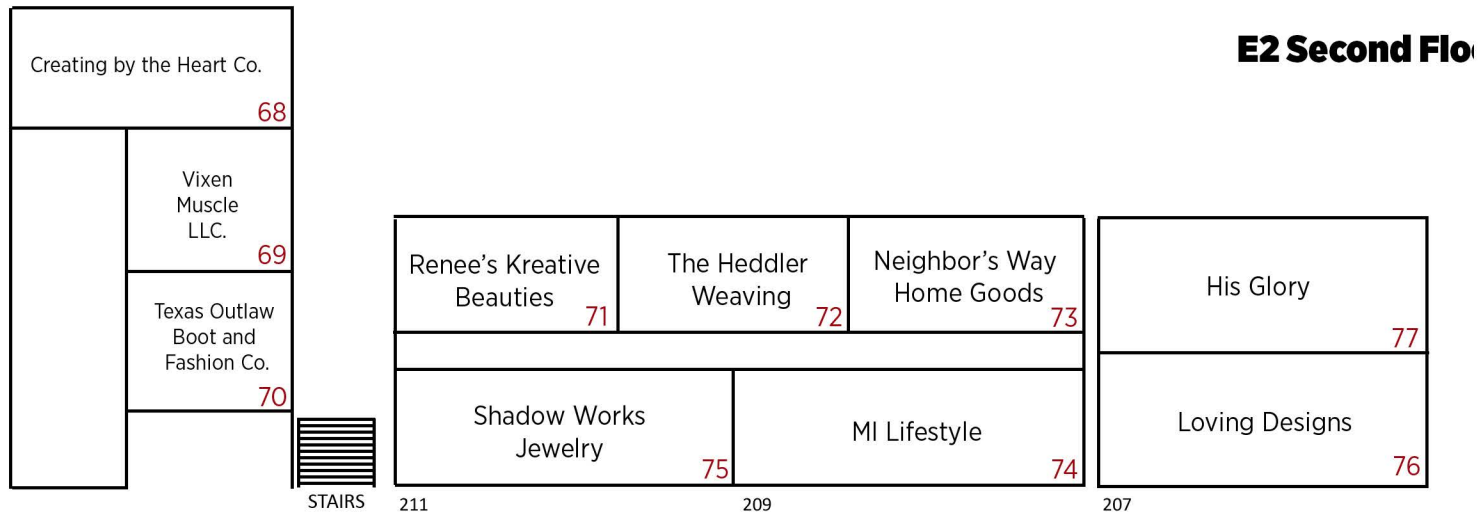 E2 Second Floo
Creating by the Heart Co.
68
Vixen
Muscle
LLC.
69
Texas Outlaw
Boot and
Fashion Co.
70
STAIRS
Renee's Kreative
Beauties
71
The Heddler
Weaving
72
Neighbor's Way
Home Goods
73
Shadow Works
Jewelry
75
MI Lifestyle
74
211
209
His Glory
77
Loving Designs
76
207